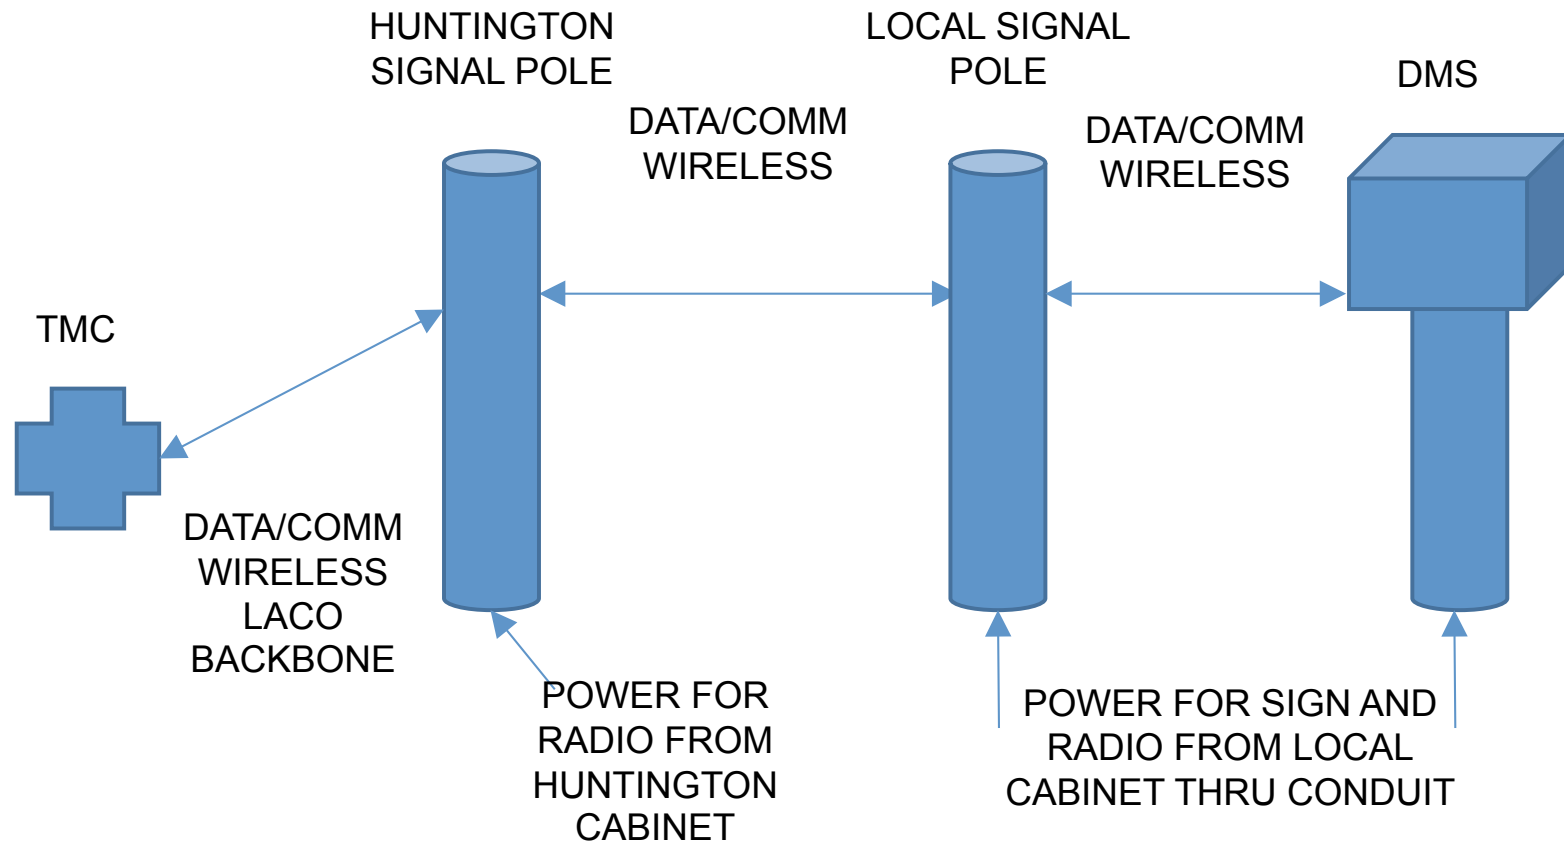 HUNTINGTON
SIGNAL POLE
LOCAL SIGNAL
POLE
DMS
DATA/COMM
WIRELESS
DATA/COMM
WIRELESS
TMC
DATA/COMM
WIRELESS
LACO
BACKBONE
POWER FOR
RADIO FROM
HUNTINGTON
CABINET
POWER FOR SIGN AND
RADIO FROM LOCAL
CABINET THRU CONDUIT